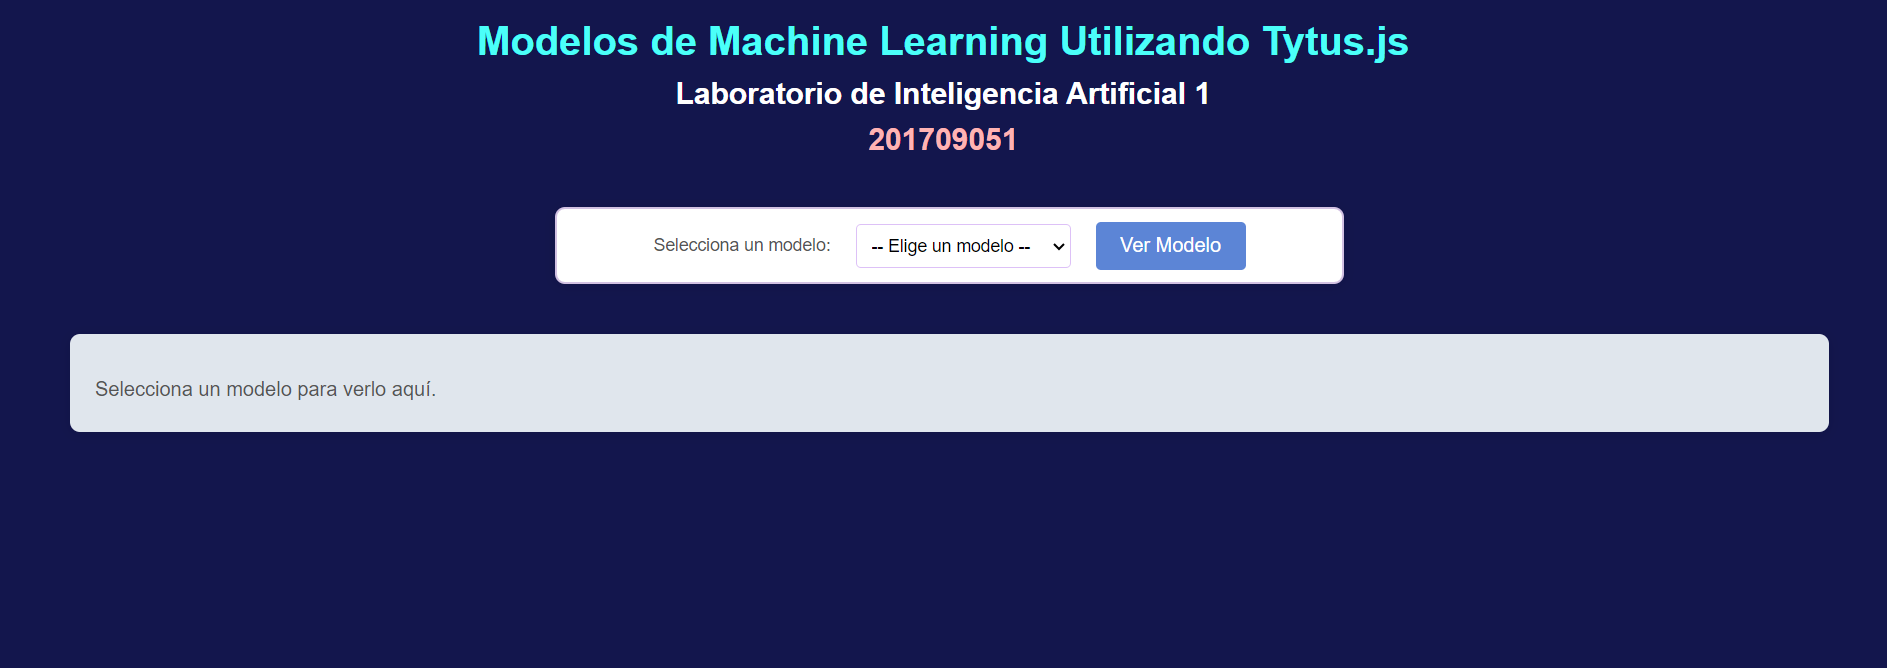 Modelos de Machine Learning Utilizando Tytus.js
Laboratorio de Inteligencia Artificial 1
201709051
Selecciona un modelo: -- Elige un modelo -- Ver Modelo
Selecciona un modelo para verlo aquí.